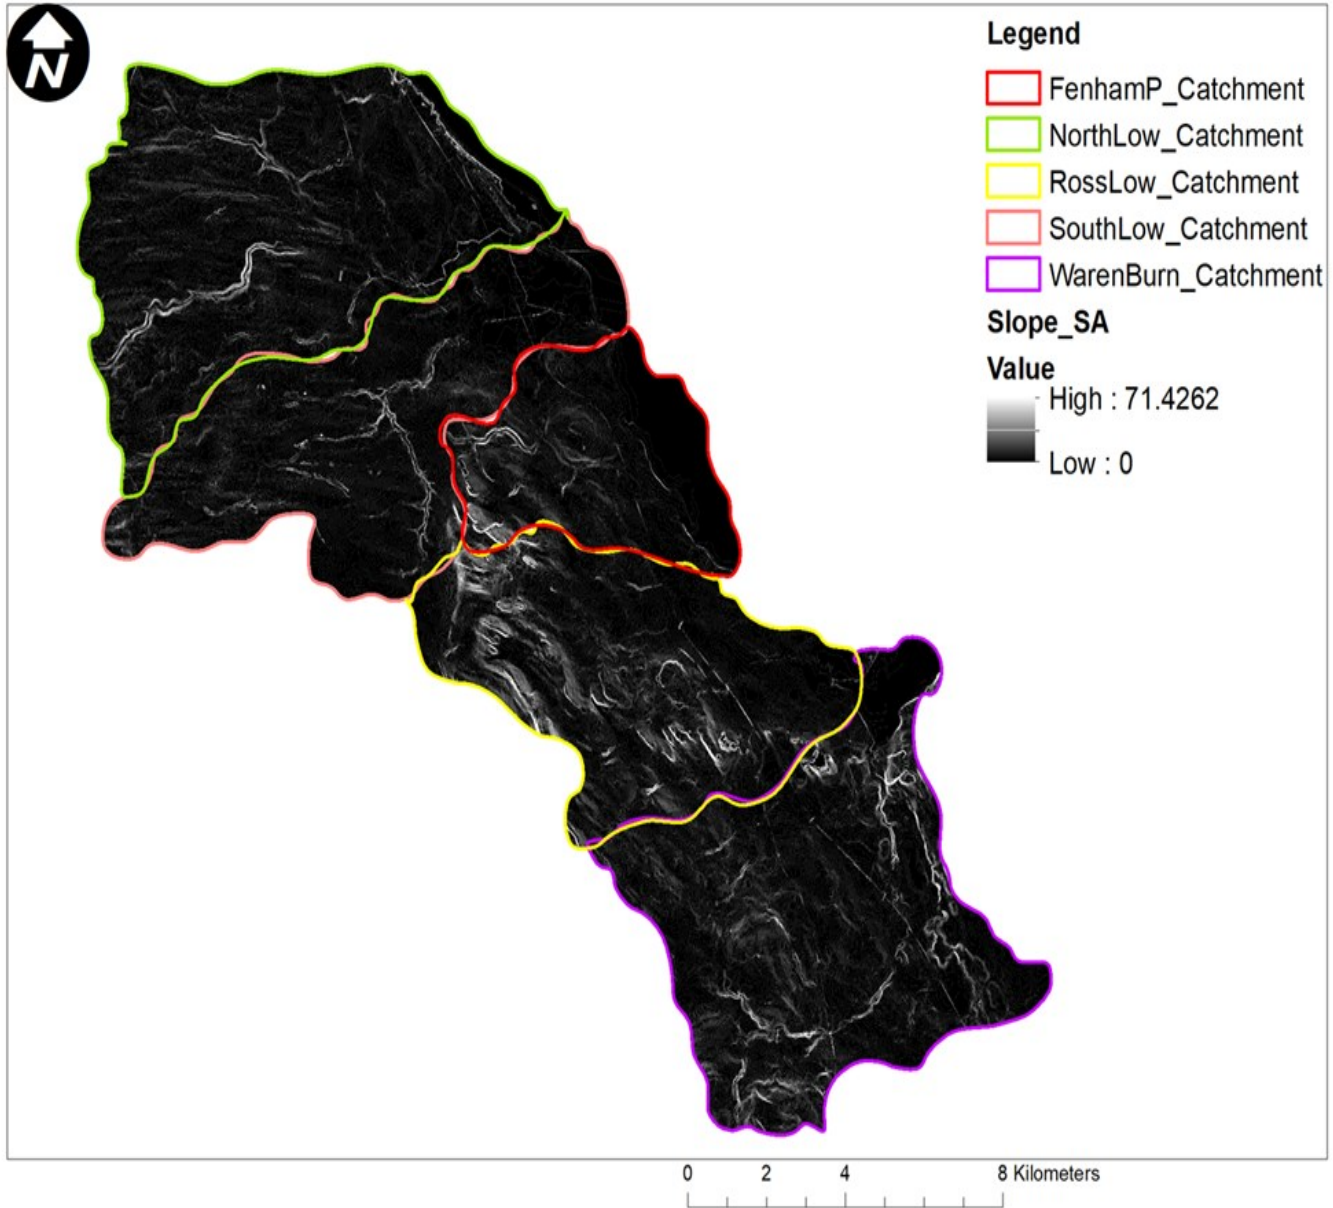 N
Legend
FenhamP_Catchment
NorthLow_Catchment
RossLow_Catchment
SouthLow_Catchment
WarenBurn_Catchment
Slope_SA
Value
High : 71.4262
Low : 0
0 2 4 8 Kilometers